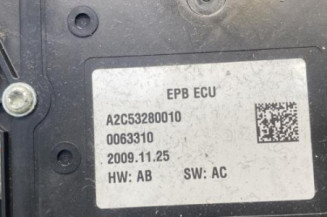 EPB ECU
A2C53280010
0063310
2009.11.25
HW: AB SW: AC